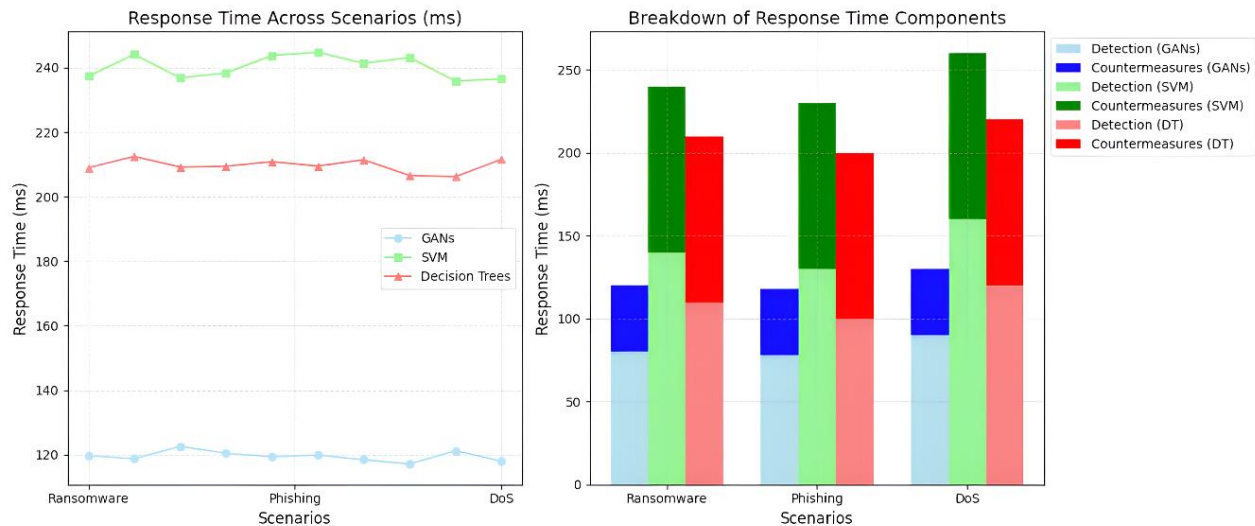 Response Time Across Scenarios (ms)
Response Time (ms)
240
220
200
180
160
140
120
GANs
SVM
Decision Trees
Ransomware
Phishing
DoS
Scenarios
Breakdown of Response Time Components
Response Time (ms)
250
200
150
100
50
0
Ransomware
Phishing
DoS
Scenarios
Detection (GANs)
Countermeasures (GANs)
Detection (SVM)
Countermeasures (SVM)
Detection (DT)
Countermeasures (DT)